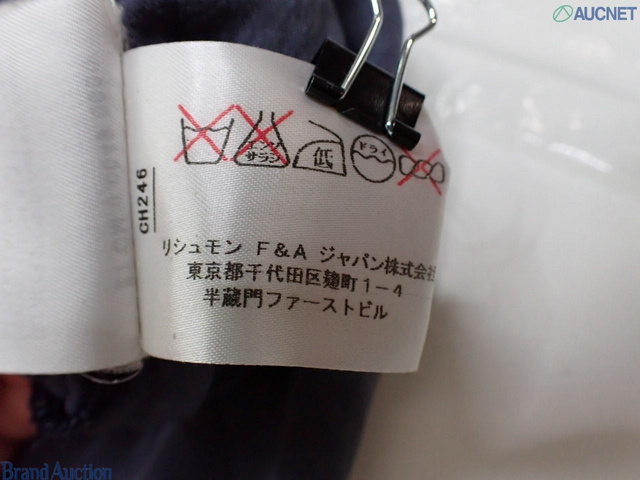 AUCNET
エンソ
サラシ
低
ドライ
CH246
リシュモン F&A ジャパン株式会社
東京都千代田区麹町1-4
半蔵門ファーストビル
Brand Auction